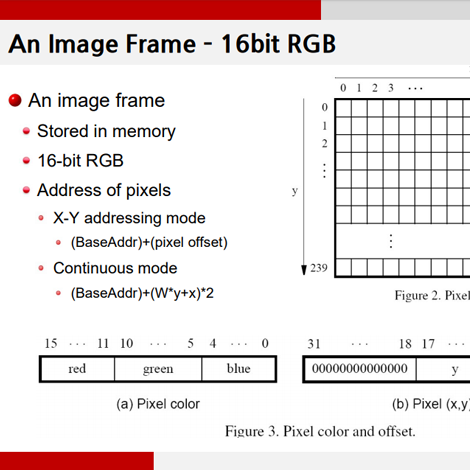 An Image Frame - 16bit RGB
An image frame
Stored in memory
16-bit RGB
Address of pixels
X-Y addressing mode
(BaseAddr)+(pixel offset)
Continuous mode
(BaseAddr)+(W*y+x)*2
0 1 2 3 ···
0
1
2
⋮
y
⋮
239
Figure 2. Pixel
15 ··· 11 10 ··· 5 4 ··· 0
red green blue
(a) Pixel color
31 ··· 18 17 ···
00000000000000 y
(b) Pixel (x,y)
Figure 3. Pixel color and offset.